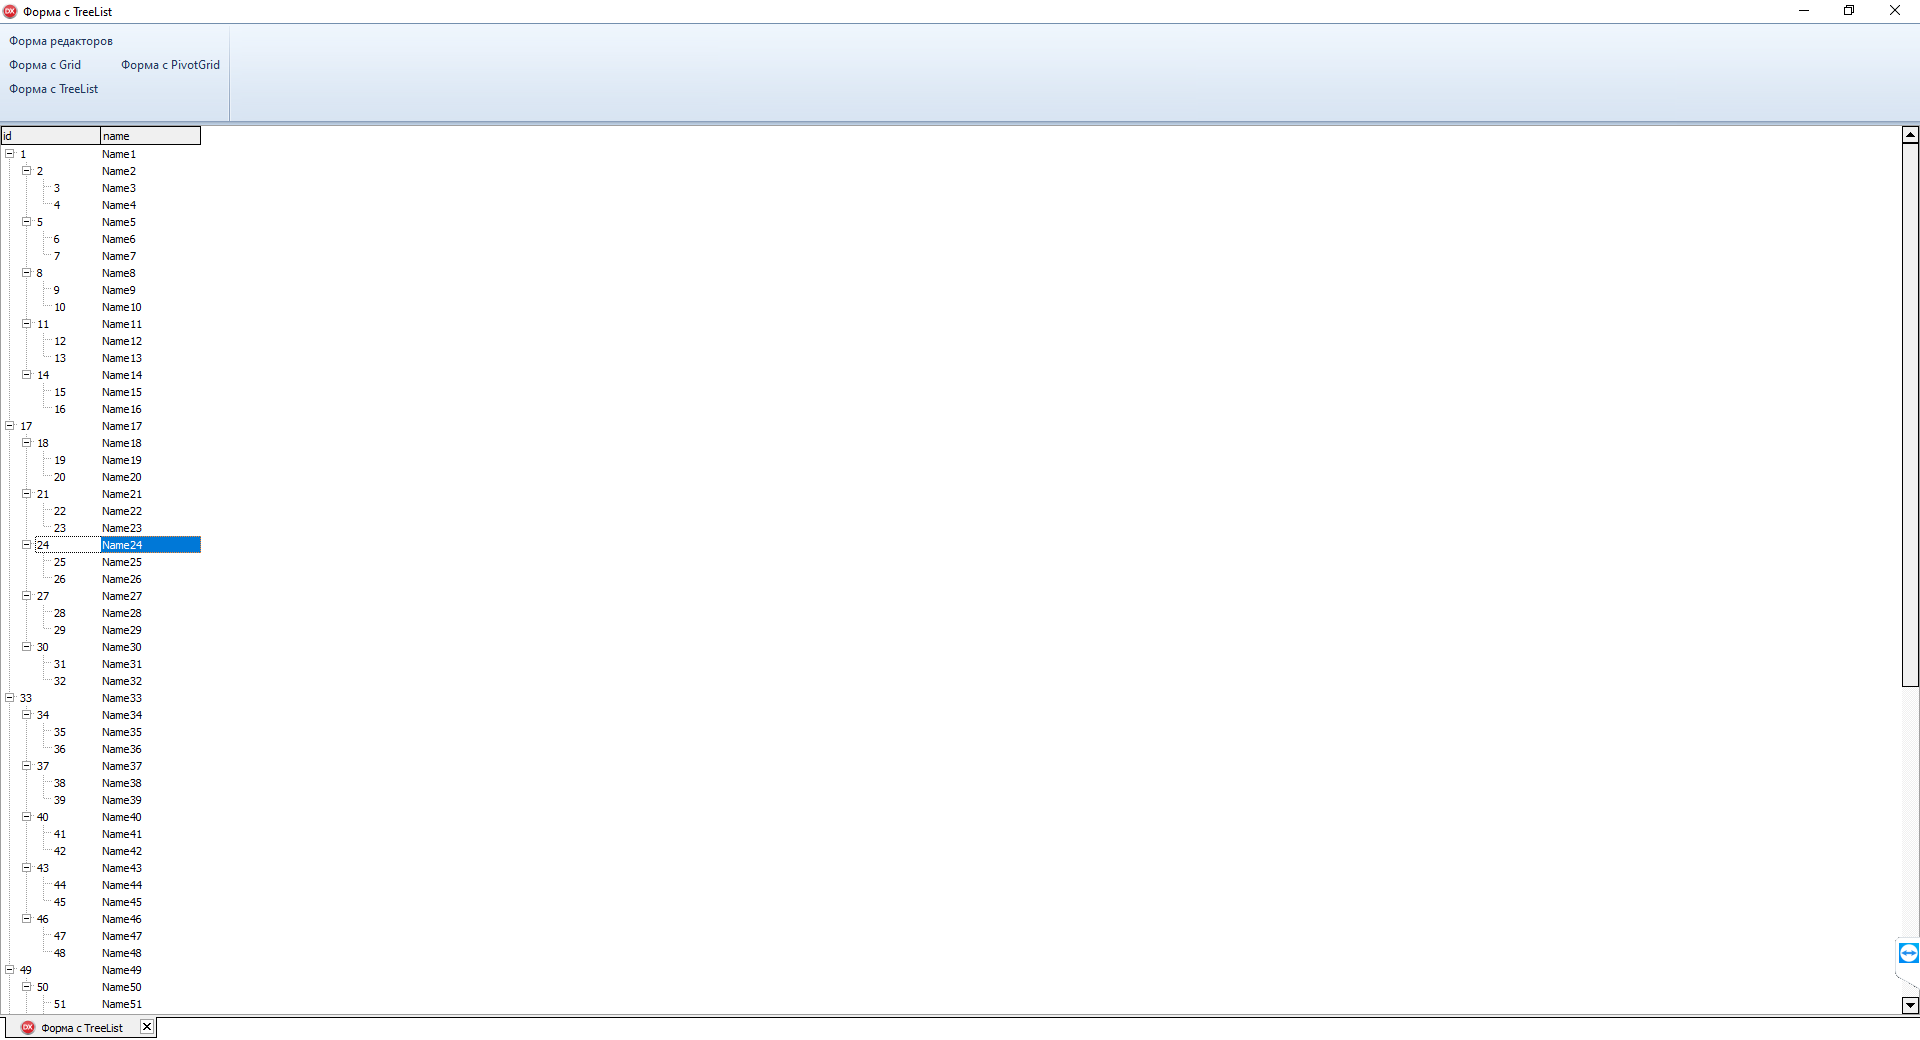 DX Форма с TreeList
Форма редакторов
Форма с Grid Форма с PivotGrid
Форма с TreeList
id name
1 Name1
2 Name2
3 Name3
4 Name4
5 Name5
6 Name6
7 Name7
8 Name8
9 Name9
10 Name10
11 Name11
12 Name12
13 Name13
14 Name14
15 Name15
16 Name16
17 Name17
18 Name18
19 Name19
20 Name20
21 Name21
22 Name22
23 Name23
24 Name24
25 Name25
26 Name26
27 Name27
28 Name28
29 Name29
30 Name30
31 Name31
32 Name32
33 Name33
34 Name34
35 Name35
36 Name36
37 Name37
38 Name38
39 Name39
40 Name40
41 Name41
42 Name42
43 Name43
44 Name44
45 Name45
46 Name46
47 Name47
48 Name48
49 Name49
50 Name50
51 Name51
DX Форма с TreeList